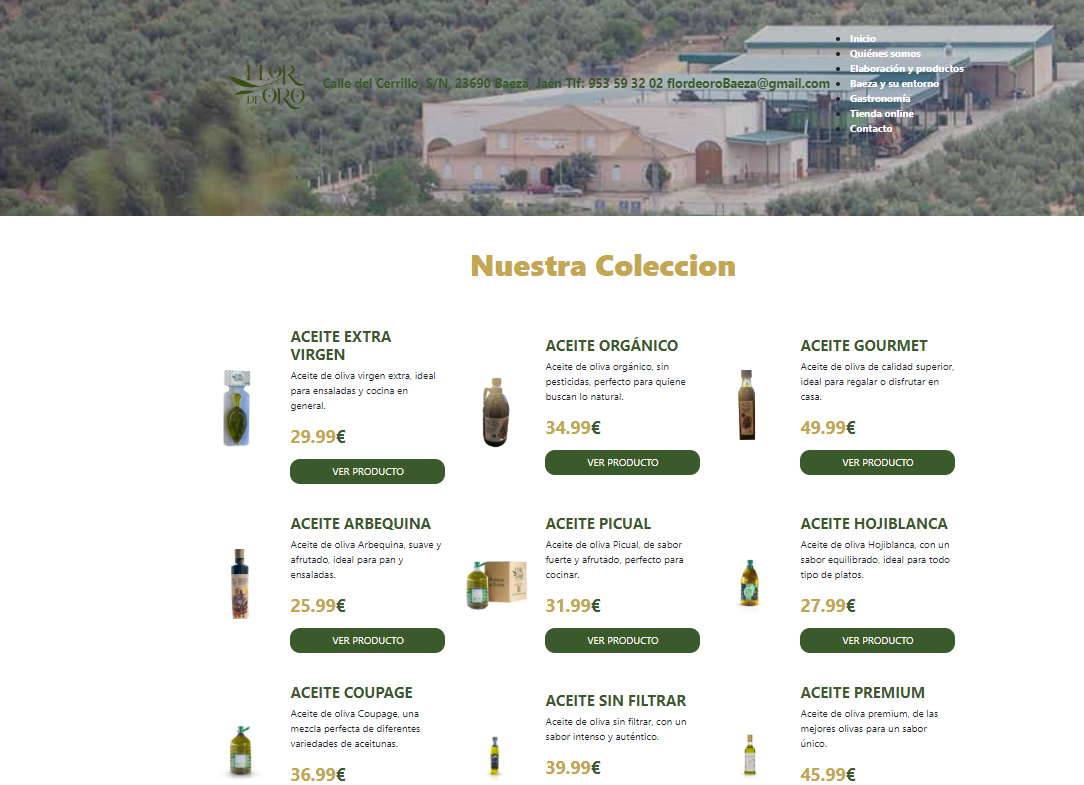 FLOR
DE ORO
Calle del Cerrillo, S/N, 23690 Baeza, Jaén Tlf: 953 59 32 02 flordeoroBaeza@gmail.com
Inicio
Quiénes somos
Elaboración y productos
Baeza y su entorno
Gastronomía
Tienda online
Contacto
Nuestra Coleccion
ACEITE EXTRA
VIRGEN
Aceite de oliva virgen extra, ideal
para ensaladas y cocina en
general.
29.99€
VER PRODUCTO
ACEITE ORGÁNICO
Aceite de oliva orgánico, sin
pesticidas, perfecto para quiene
buscan lo natural.
34.99€
VER PRODUCTO
ACEITE GOURMET
Aceite de oliva de calidad superior,
ideal para regalar o disfrutar en
casa.
49.99€
VER PRODUCTO
ACEITE ARBEQUINA
Aceite de oliva Arbequina, suave y
afrutado, ideal para pan y
ensaladas.
25.99€
VER PRODUCTO
ACEITE PICUAL
Aceite de oliva Picual, de sabor
fuerte y afrutado, perfecto para
cocinar.
31.99€
VER PRODUCTO
ACEITE HOJIBLANCA
Aceite de oliva Hojiblanca, con un
sabor equilibrado, ideal para todo
tipo de platos.
27.99€
VER PRODUCTO
ACEITE COUPAGE
Aceite de oliva Coupage, una
mezcla perfecta de diferentes
variedades de aceitunas.
36.99€
ACEITE SIN FILTRAR
Aceite de oliva sin filtrar, con un
sabor intenso y auténtico.
39.99€
ACEITE PREMIUM
Aceite de oliva premium, de las
mejores olivas para un sabor
único.
45.99€